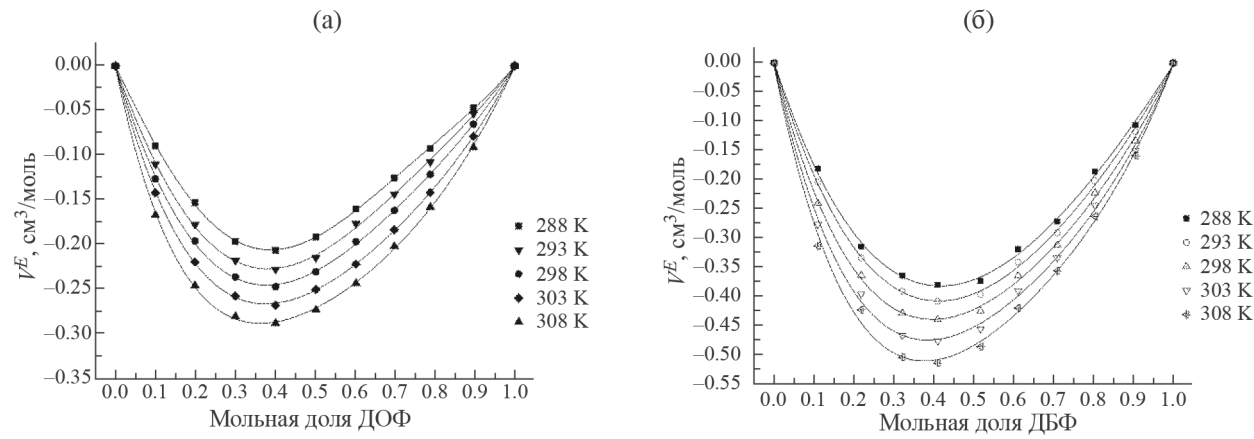 (а)
V^E, см³/моль
0.00
–0.05
–0.10
–0.15
–0.20
–0.25
–0.30
–0.35
0.0 0.1 0.2 0.3 0.4 0.5 0.6 0.7 0.8 0.9 1.0
Мольная доля ДОФ
288 K
293 K
298 K
303 K
308 K
(б)
V^E, см³/моль
0.00
–0.05
–0.10
–0.15
–0.20
–0.25
–0.30
–0.35
–0.40
–0.45
–0.50
–0.55
0.0 0.1 0.2 0.3 0.4 0.5 0.6 0.7 0.8 0.9 1.0
Мольная доля ДБФ
288 K
293 K
298 K
303 K
308 K